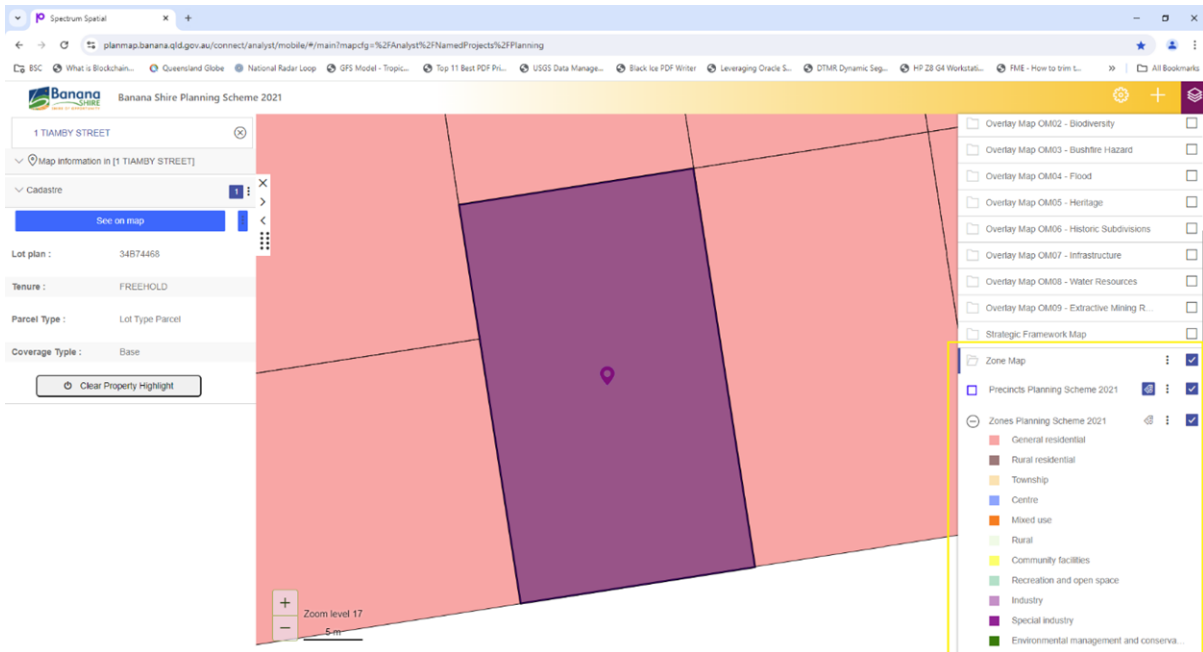 Spectrum Spatial
planmap.banana.qld.gov.au/connect/analyst/mobile/#/main?mapcfg=%2FAnalyst%2FNamedProjects%2FPlanning
BSC
What is Blockchain...
Queensland Globe
National Radar Loop
GFS Model - Tropic...
Top 11 Best PDF Pri...
USGS Data Manage...
Black Ice PDF Writer
Leveraging Oracle S...
DTMR Dynamic Seg...
HP Z8 G4 Workstati...
FME - How to trim t...
All Bookmarks
Banana
SHIRE
Banana Shire Planning Scheme 2021
1 TIAMBY STREET
Map information in [1 TIAMBY STREET]
Cadastre
1
See on map
Lot plan : 34B74468
Tenure : FREEHOLD
Parcel Type : Lot Type Parcel
Coverage Typle : Base
Clear Property Highlight
Zoom level 17
5 m
Overlay Map OM02 - Biodiversity
Overlay Map OM03 - Bushfire Hazard
Overlay Map OM04 - Flood
Overlay Map OM05 - Heritage
Overlay Map OM06 - Historic Subdivisions
Overlay Map OM07 - Infrastructure
Overlay Map OM08 - Water Resources
Overlay Map OM09 - Extractive Mining R...
Strategic Framework Map
Zone Map
Precincts Planning Scheme 2021
Zones Planning Scheme 2021
General residential
Rural residential
Township
Centre
Mixed use
Rural
Community facilities
Recreation and open space
Industry
Special industry
Environmental management and conserva...